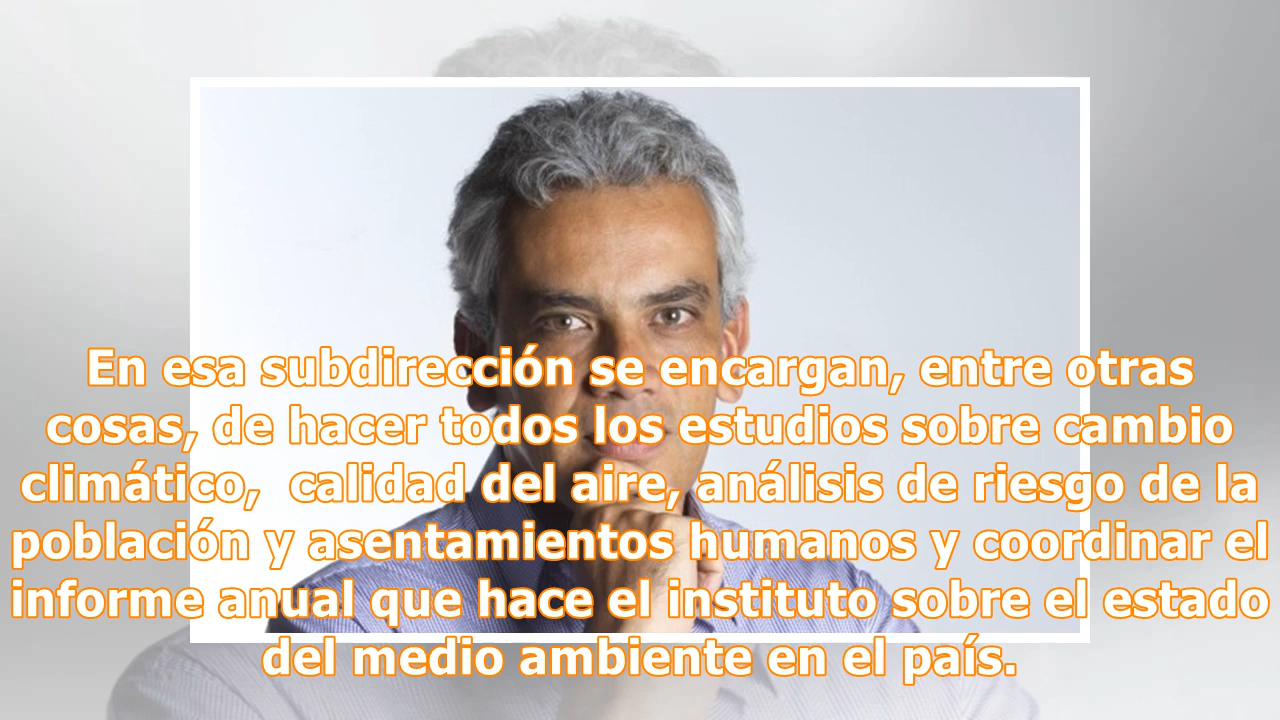 En esa subdirección se encargan, entre otras
cosas, de hacer todos los estudios sobre cambio
climático,  calidad del aire, análisis de riesgo de la
población y asentamientos humanos y coordinar el
informe anual que hace el instituto sobre el estado
del medio ambiente en el país.